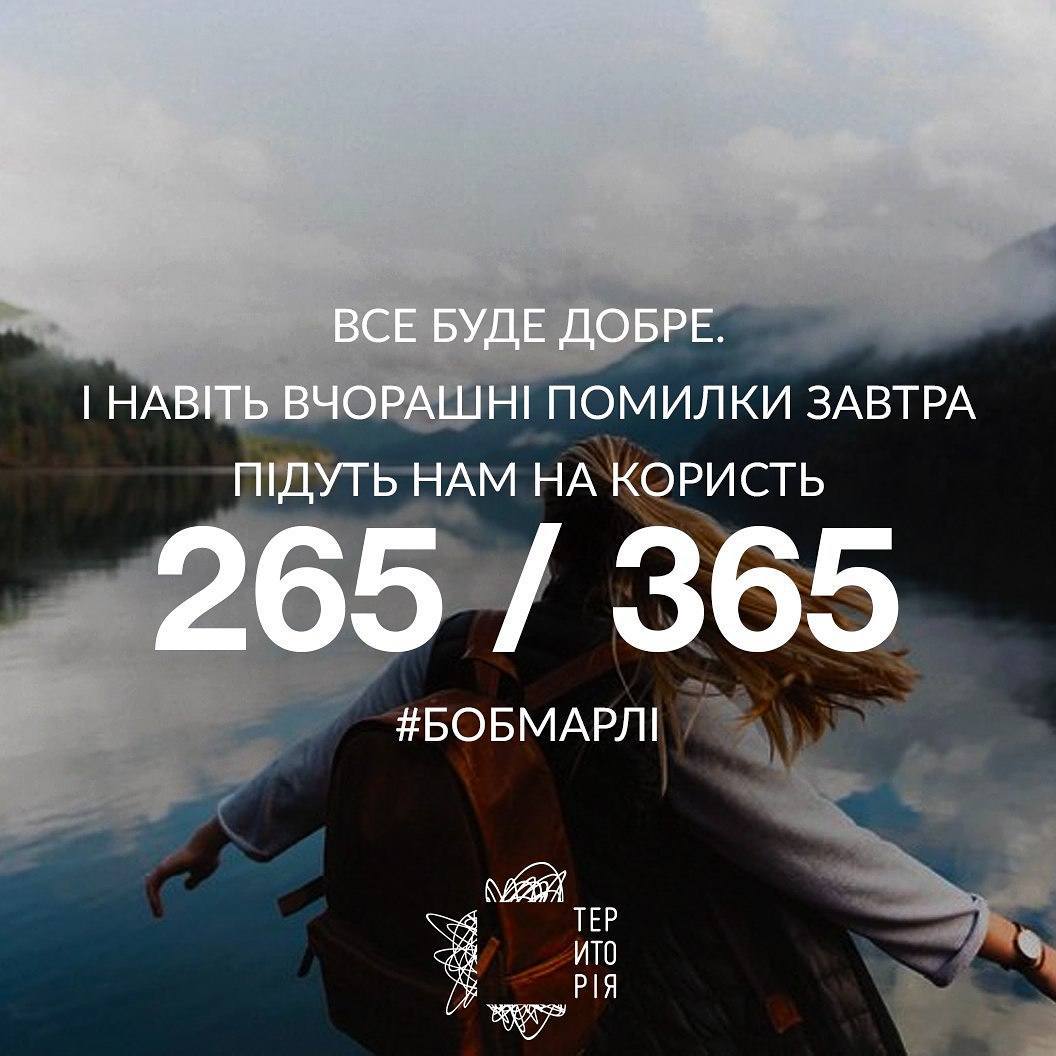 ВСЕ БУДЕ ДОБРЕ.
І НАВІТЬ ВЧОРАШНІ ПОМИЛКИ ЗАВТРА
ПІДУТЬ НАМ НА КОРИСТЬ
265 / 365
#БОБМАРЛІ
ТЕР
ИТО
РІЯ